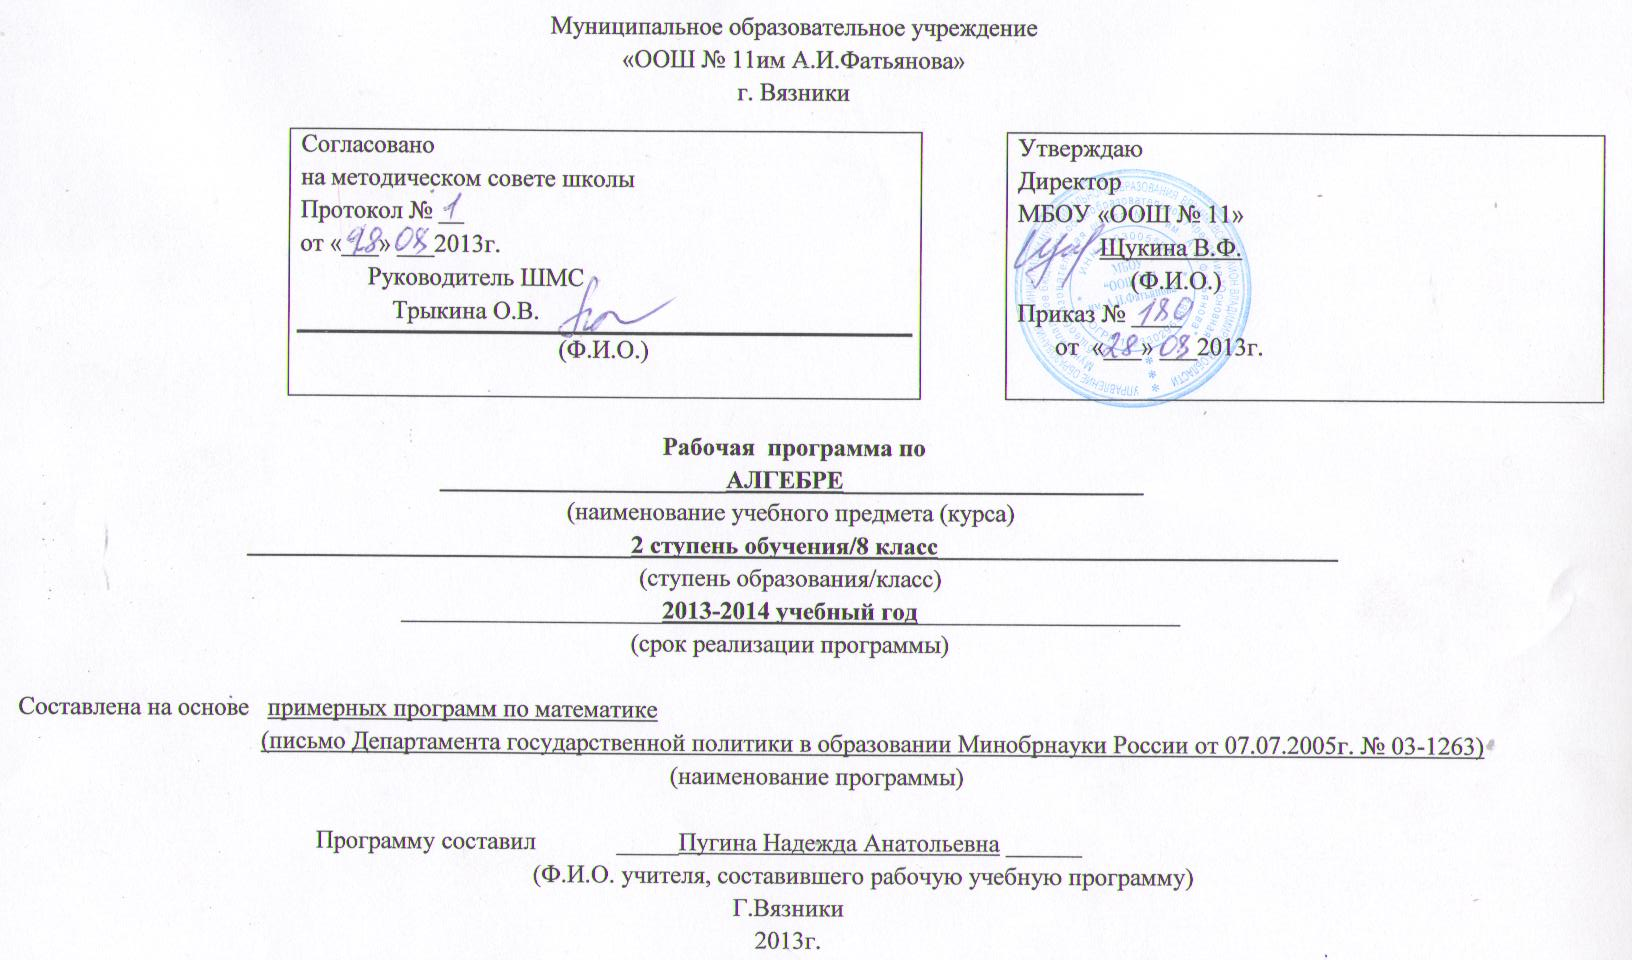 Муниципальное образовательное учреждение
«ООШ № 11им А.И.Фатьянова»
г. Вязники
Согласовано
на методическом совете школы
Протокол № 1
от «28» 08 2013г.
Руководитель ШМС
Трыкина О.В.
(Ф.И.О.)
Утверждаю
Директор
МБОУ «ООШ № 11»
Щукина В.Ф.
(Ф.И.О.)
Приказ № 180
от «28» 08 2013г.
Рабочая программа по
АЛГЕБРЕ
(наименование учебного предмета (курса)
2 ступень обучения/8 класс
(ступень образования/класс)
2013-2014 учебный год
(срок реализации программы)
Составлена на основе примерных программ по математике
(письмо Департамента государственной политики в образовании Минобрнауки России от 07.07.2005г. № 03-1263)
(наименование программы)
Программу составил Пугина Надежда Анатольевна
(Ф.И.О. учителя, составившего рабочую учебную программу)
Г.Вязники
2013г.